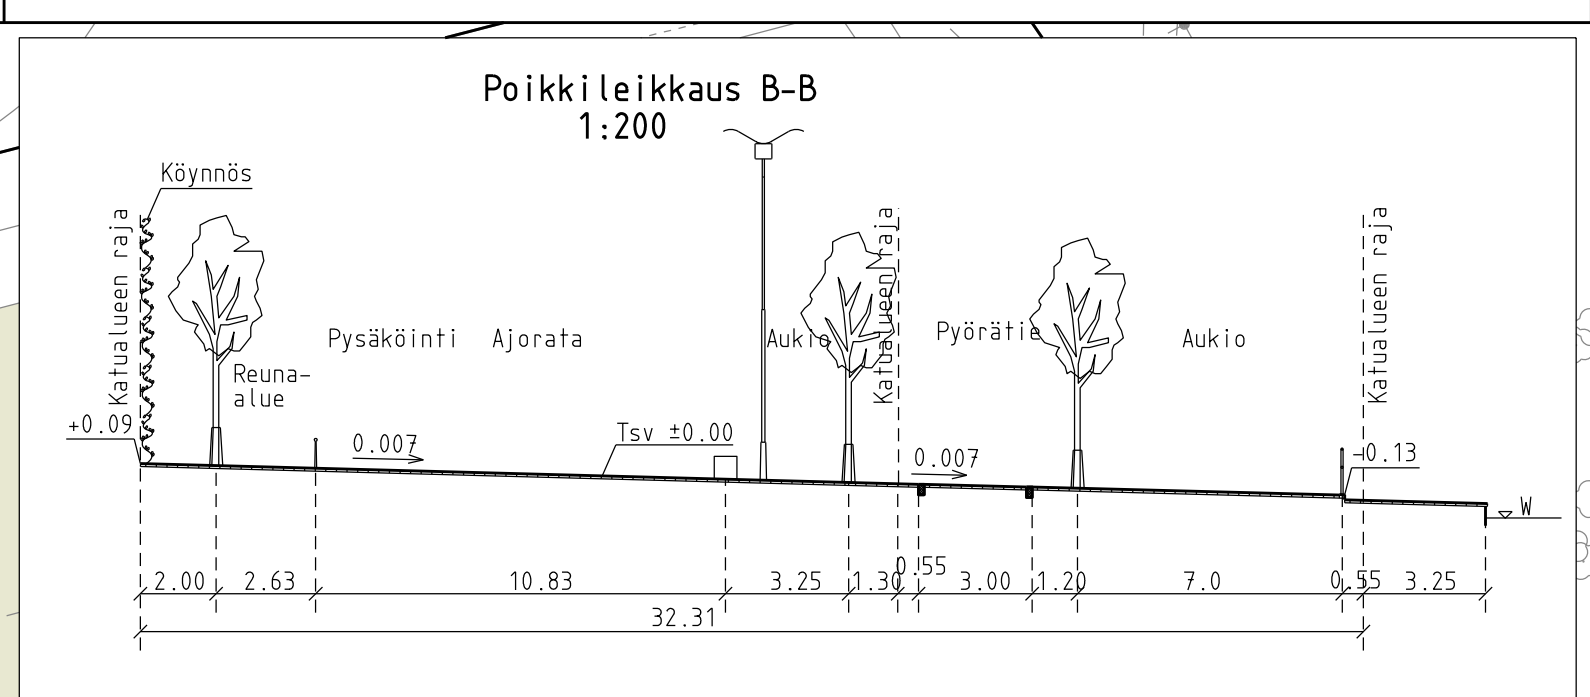 Poikkileikkaus B-B
1:200
Köynnös
Katualueen raja
Katualueen raja
Katualueen raja
Pysäköinti
Ajorata
Aukio
Pyörätie
Aukio
Reuna-
alue
+0.09
0.007
Tsv ±0.00
0.007
-0.13
W
2.00
2.63
10.83
3.25
1.30
0.55
3.00
1.20
7.0
0.55
3.25
32.31